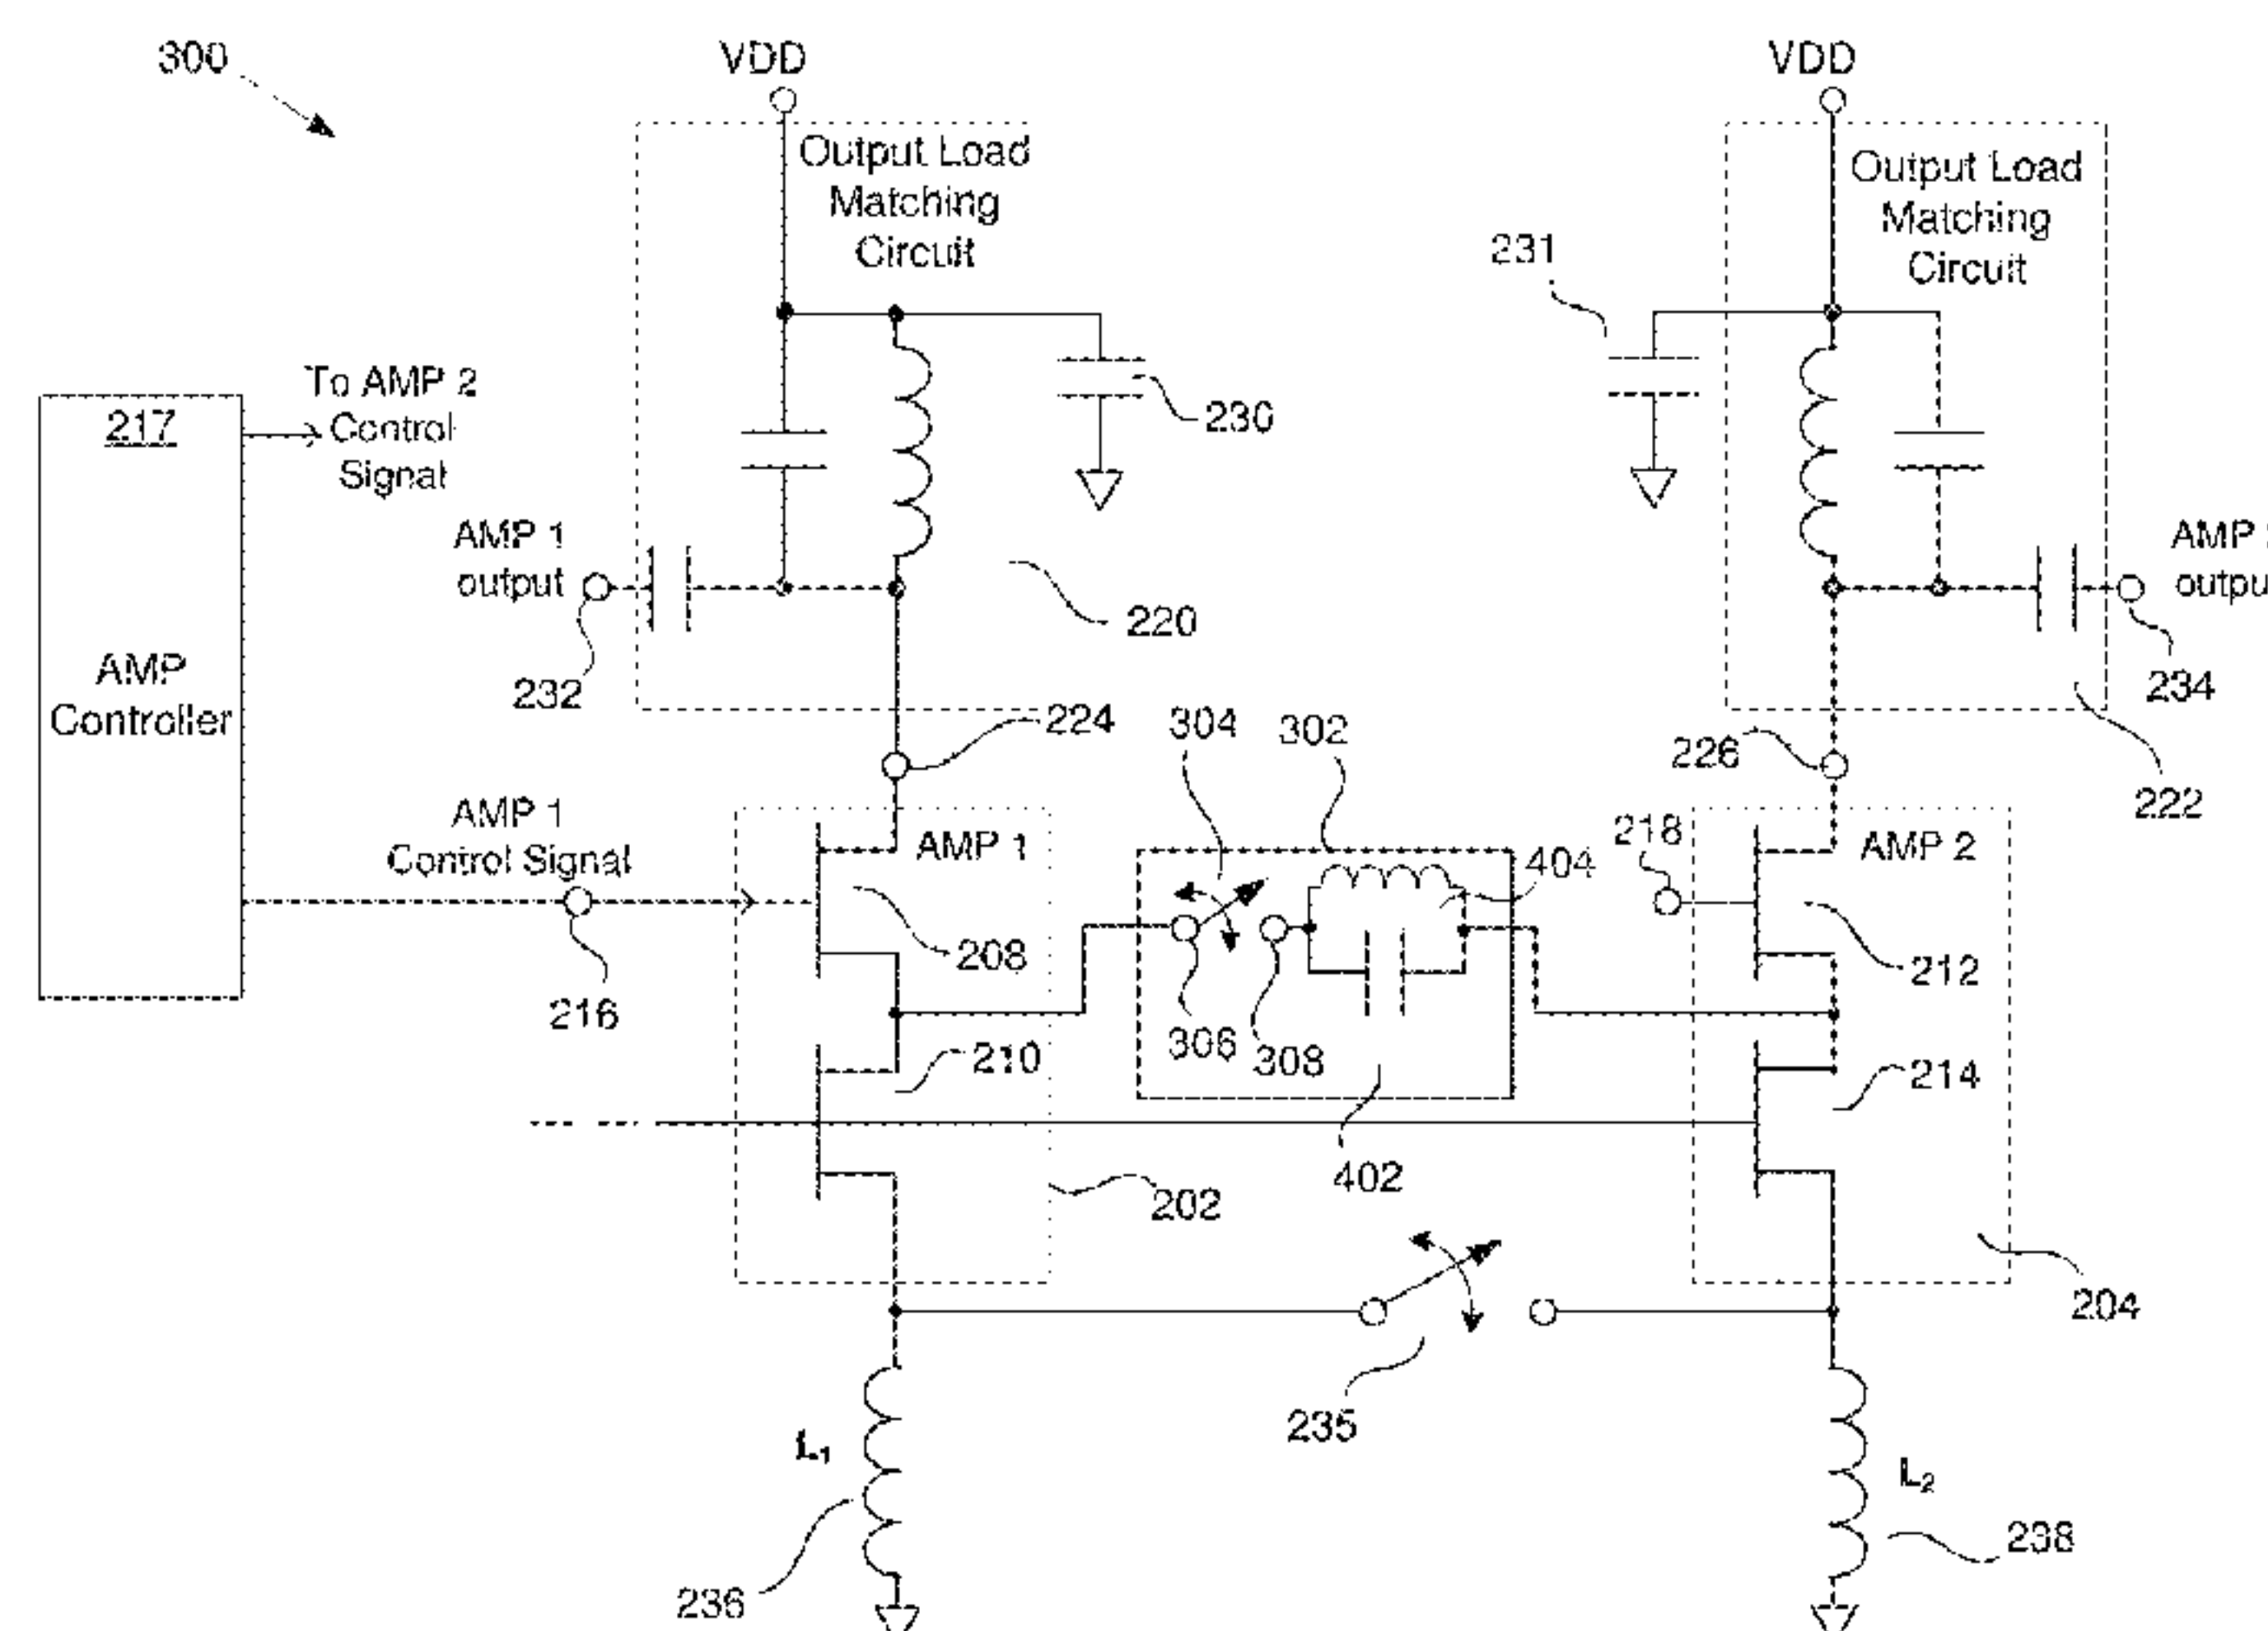 300
VDD
VDD
Output Load
Matching
Circuit
Output Load
Matching
Circuit
231
To AMP 2
Control
Signal
217
230
AMP 1
output
AMP
outpu
AMP
Controller
220
232
234
224
304
302
226
222
AMP 1
Control Signal
AMP 1
404
218
AMP 2
208
212
216
306
308
210
214
402
202
204
235
L₁
L₂
236
238